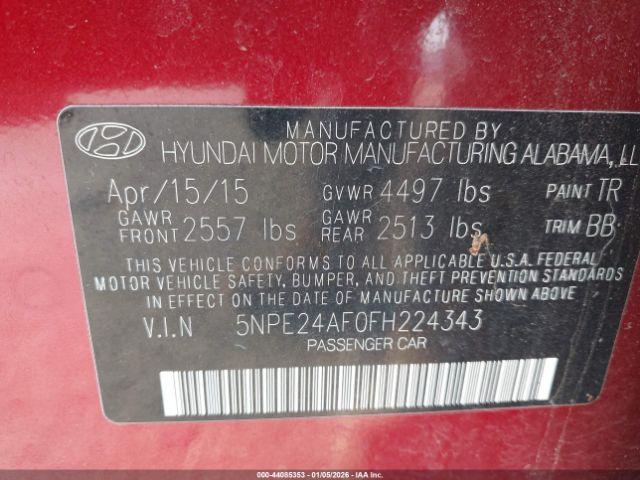 MANUFACTURED BY
HYUNDAI MOTOR MANUFACTURING ALABAMA, LL
Apr/15/15 GVWR 4497 lbs PAINT TR
GAWR FRONT 2557 lbs GAWR REAR 2513 lbs TRIM BB
THIS VEHICLE CONFORMS TO ALL APPLICABLE U.S.A. FEDERAL
MOTOR VEHICLE SAFETY, BUMPER, AND THEFT PREVENTION STANDARDS
IN EFFECT ON THE DATE OF MANUFACTURE SHOWN ABOVE
V.I.N 5NPE24AF0FH224343
PASSENGER CAR
000-44085353 - 01/05/2026 - IAA Inc.